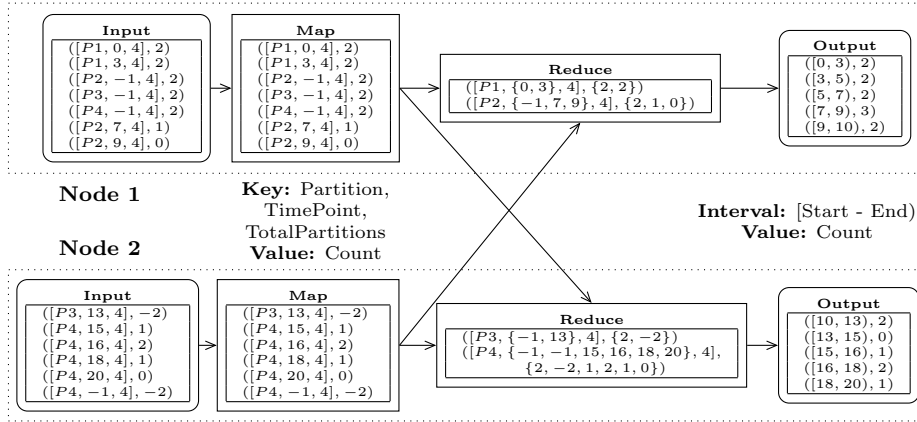 Input
([P1, 0, 4], 2)
([P1, 3, 4], 2)
([P2, −1, 4], 2)
([P3, −1, 4], 2)
([P4, −1, 4], 2)
([P2, 7, 4], 1)
([P2, 9, 4], 0)
Map
([P1, 0, 4], 2)
([P1, 3, 4], 2)
([P2, −1, 4], 2)
([P3, −1, 4], 2)
([P4, −1, 4], 2)
([P2, 7, 4], 1)
([P2, 9, 4], 0)
Reduce
([P1, {0, 3}, 4], {2, 2})
([P2, {−1, 7, 9}, 4], {2, 1, 0})
Output
([0, 3), 2)
([3, 5), 2)
([5, 7), 2)
([7, 9), 3)
([9, 10), 2)
Node 1
Key: Partition,
TimePoint,
TotalPartitions
Value: Count
Interval: [Start - End)
Value: Count
Node 2
Input
([P3, 13, 4], −2)
([P4, 15, 4], 1)
([P4, 16, 4], 2)
([P4, 18, 4], 1)
([P4, 20, 4], 0)
([P4, −1, 4], −2)
Map
([P3, 13, 4], −2)
([P4, 15, 4], 1)
([P4, 16, 4], 2)
([P4, 18, 4], 1)
([P4, 20, 4], 0)
([P4, −1, 4], −2)
Reduce
([P3, {−1, 13}, 4], {2, −2})
([P4, {−1, −1, 15, 16, 18, 20}, 4],
{2, −2, 1, 2, 1, 0})
Output
([10, 13), 2)
([13, 15), 0)
([15, 16), 1)
([16, 18), 2)
([18, 20), 1)